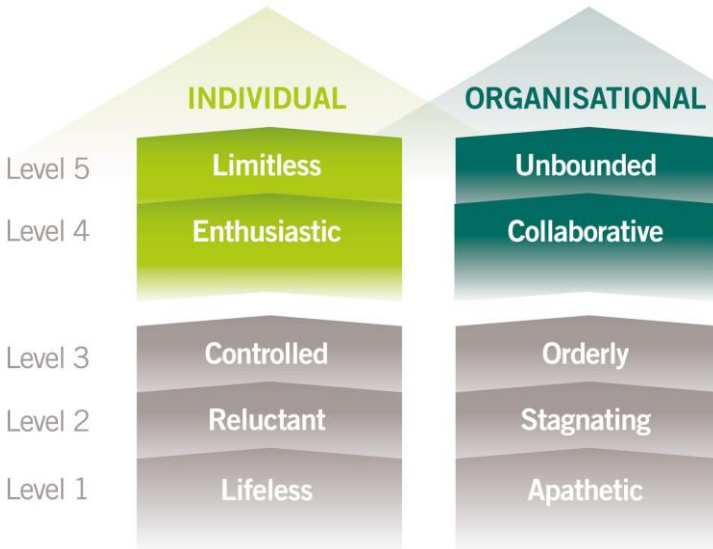 INDIVIDUAL ORGANISATIONAL
Level 5 Limitless Unbounded
Level 4 Enthusiastic Collaborative
Level 3 Controlled Orderly
Level 2 Reluctant Stagnating
Level 1 Lifeless Apathetic